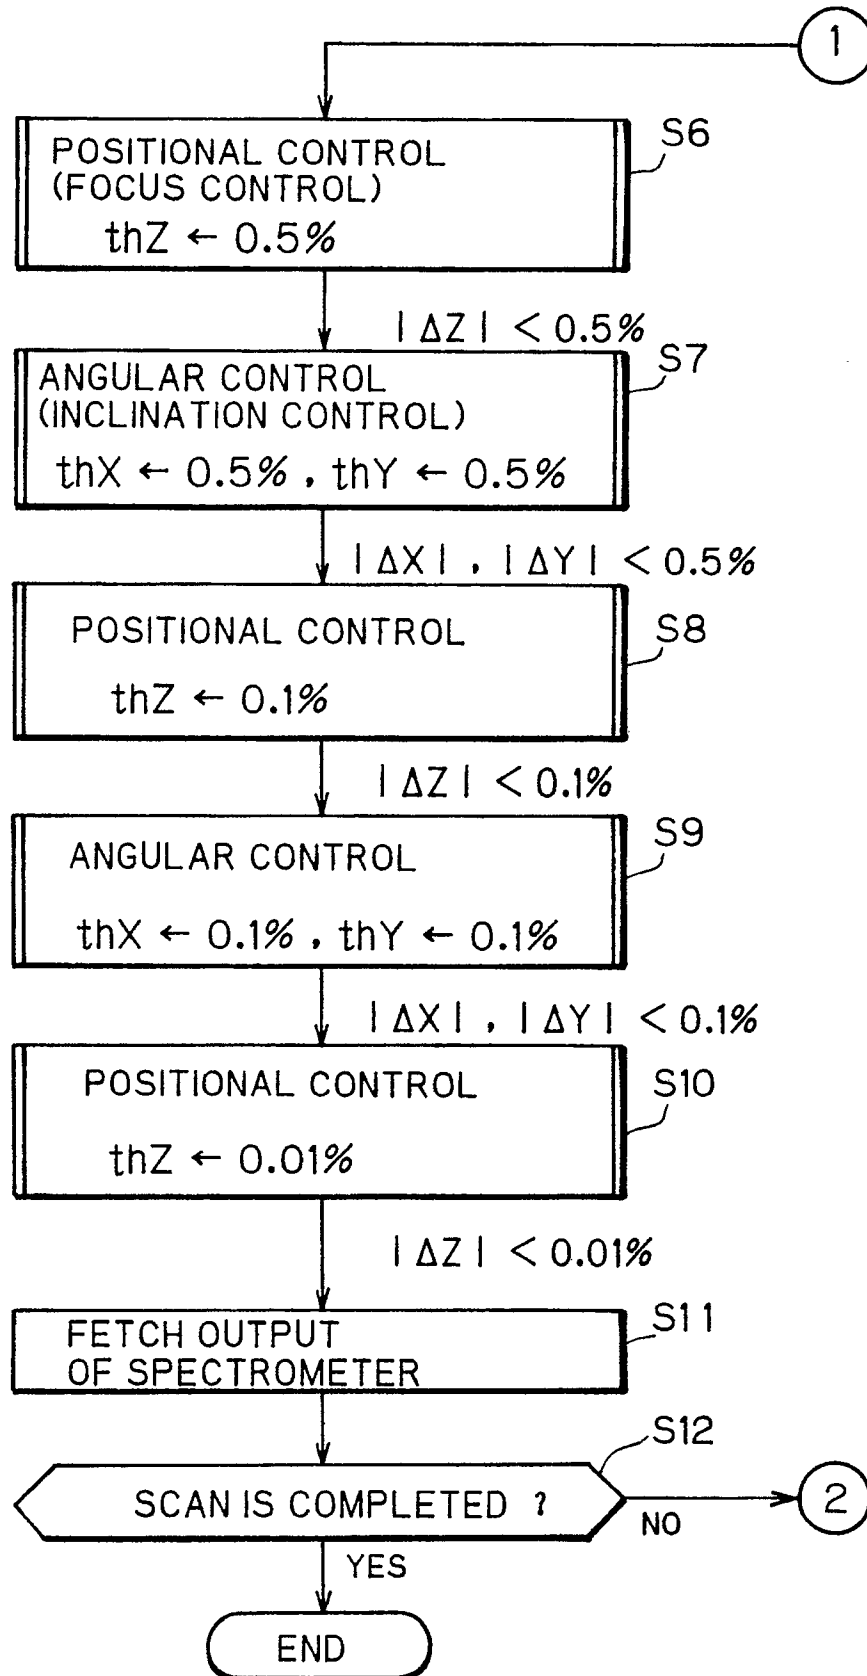 1
POSITIONAL CONTROL
(FOCUS CONTROL)
thZ ← 0.5%
S6
|ΔZ| < 0.5%
ANGULAR CONTROL
(INCLINATION CONTROL)
thX ← 0.5% , thY ← 0.5%
S7
|ΔX| , |ΔY| < 0.5%
POSITIONAL CONTROL
thZ ← 0.1%
S8
|ΔZ| < 0.1%
ANGULAR CONTROL
thX ← 0.1% , thY ← 0.1%
S9
|ΔX| , |ΔY| < 0.1%
POSITIONAL CONTROL
thZ ← 0.01%
S10
|ΔZ| < 0.01%
FETCH OUTPUT
OF SPECTROMETER
S11
SCAN IS COMPLETED ?
S12
NO
2
YES
END